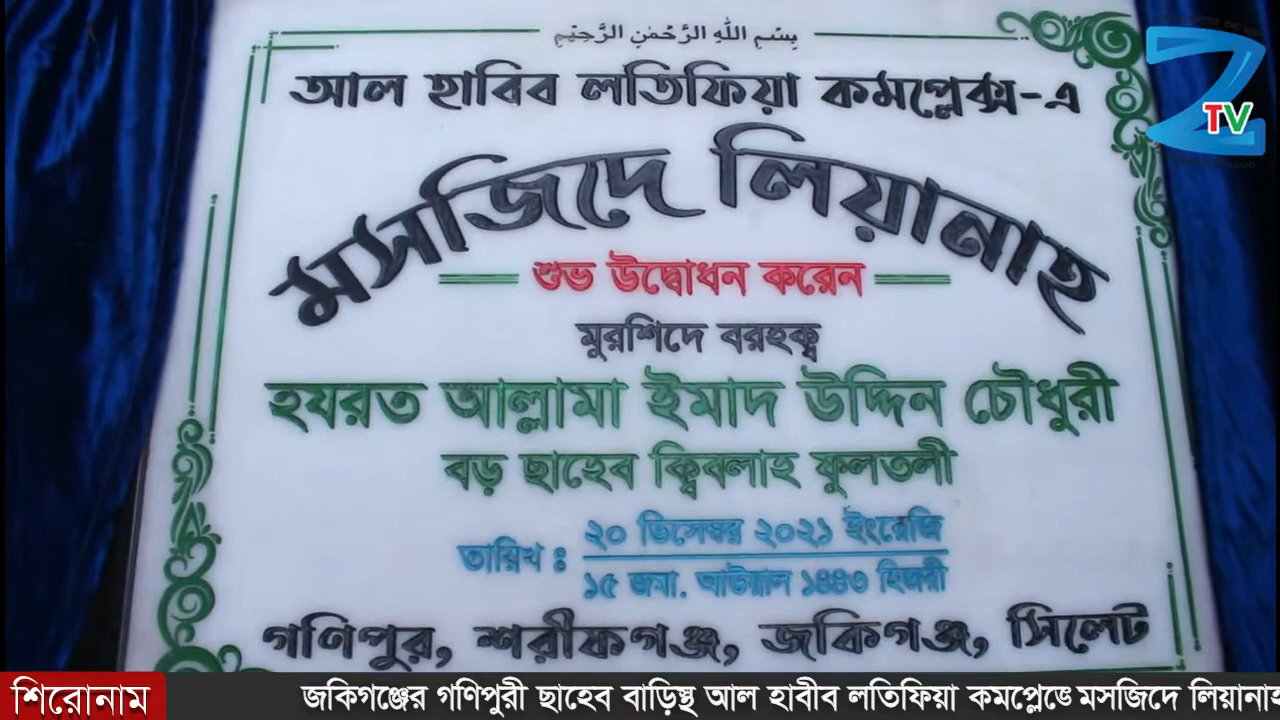 بِسْمِ اللّٰهِ الرَّحْمٰنِ الرَّحِيْمِ
আল হাবিব লতিফিয়া কমপ্লেক্স-এ
মসজিদে লিয়ানাহ
শুভ উদ্বোধন করেন
মুরশিদে বরহক্ব
হযরত আল্লামা ইমাদ উদ্দিন চৌধুরী
বড় ছাহেব ক্বিবলাহ ফুলতলী
তারিখ : ২০ ডিসেম্বর ২০২১ ইংরেজি
১৫ জমা. আউয়াল ১৪৪৩ হিজরী
গণিপুর, শরীফগঞ্জ, জকিগঞ্জ, সিলেট
Z TV
শিরোনাম
জকিগঞ্জের গণিপুরী ছাহেব বাড়িস্থ আল হাবীব লতিফিয়া কমপ্লেক্সে মসজিদে লিয়ানাহ